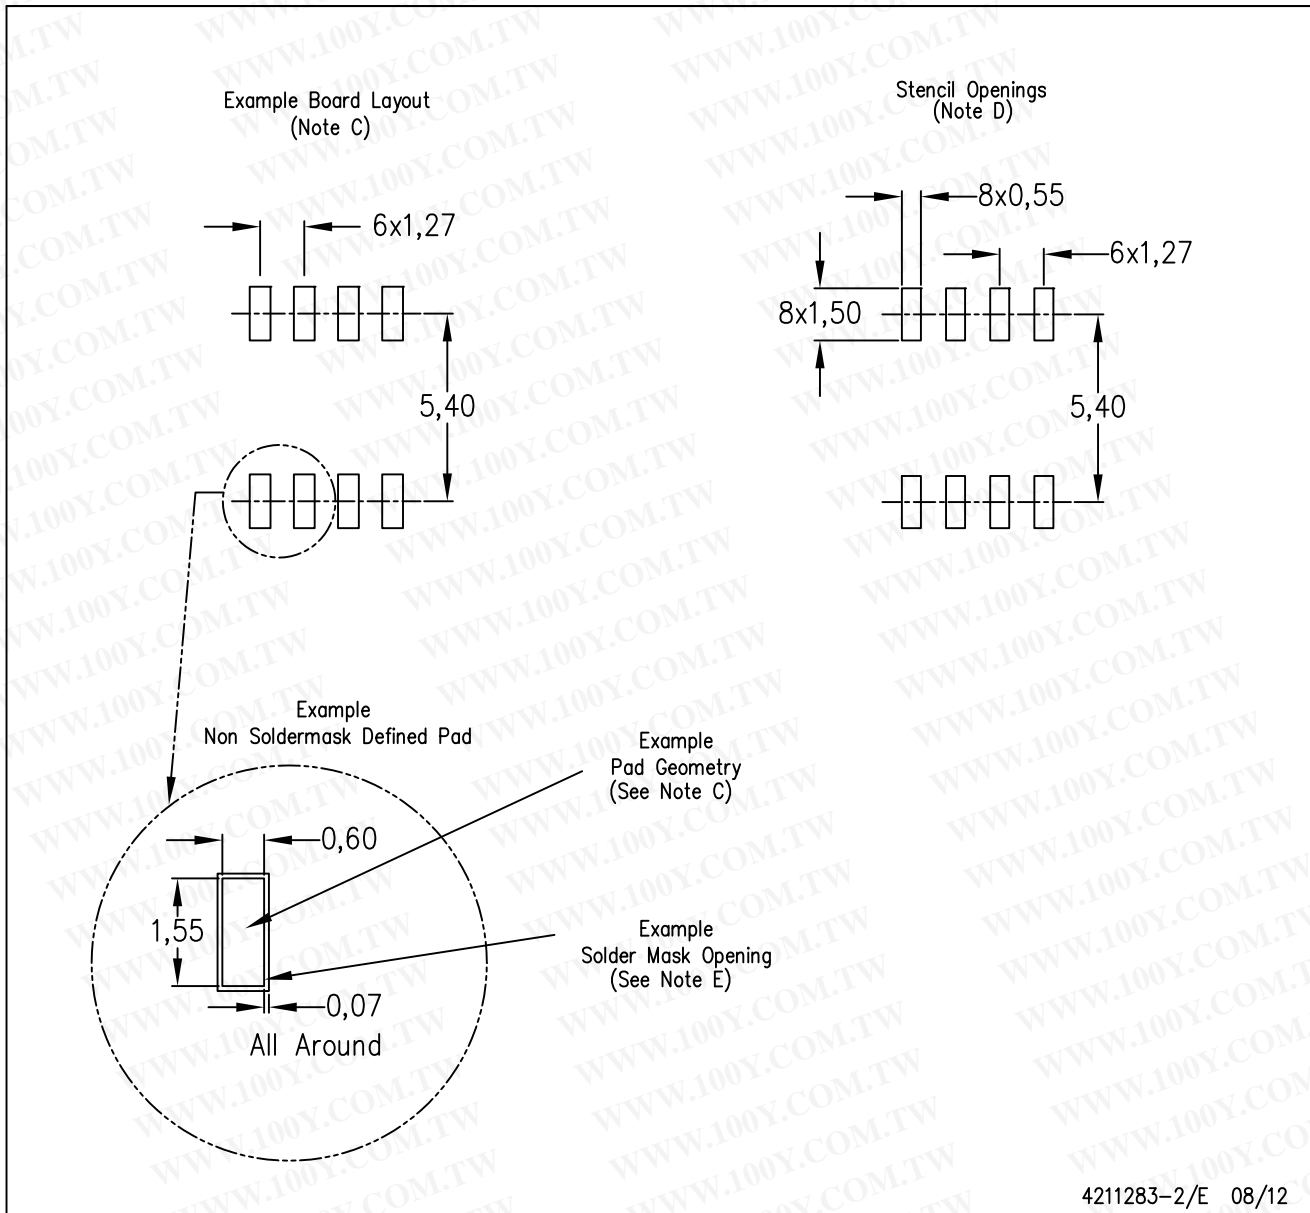 Example Board Layout
(Note C)
Stencil Openings
(Note D)
6x1,27
5,40
8x0,55
6x1,27
8x1,50
5,40
Example
Non Soldermask Defined Pad
0,60
1,55
0,07
All Around
Example
Pad Geometry
(See Note C)
Example
Solder Mask Opening
(See Note E)
4211283-2/E 08/12
WWW.100Y.COM.TW